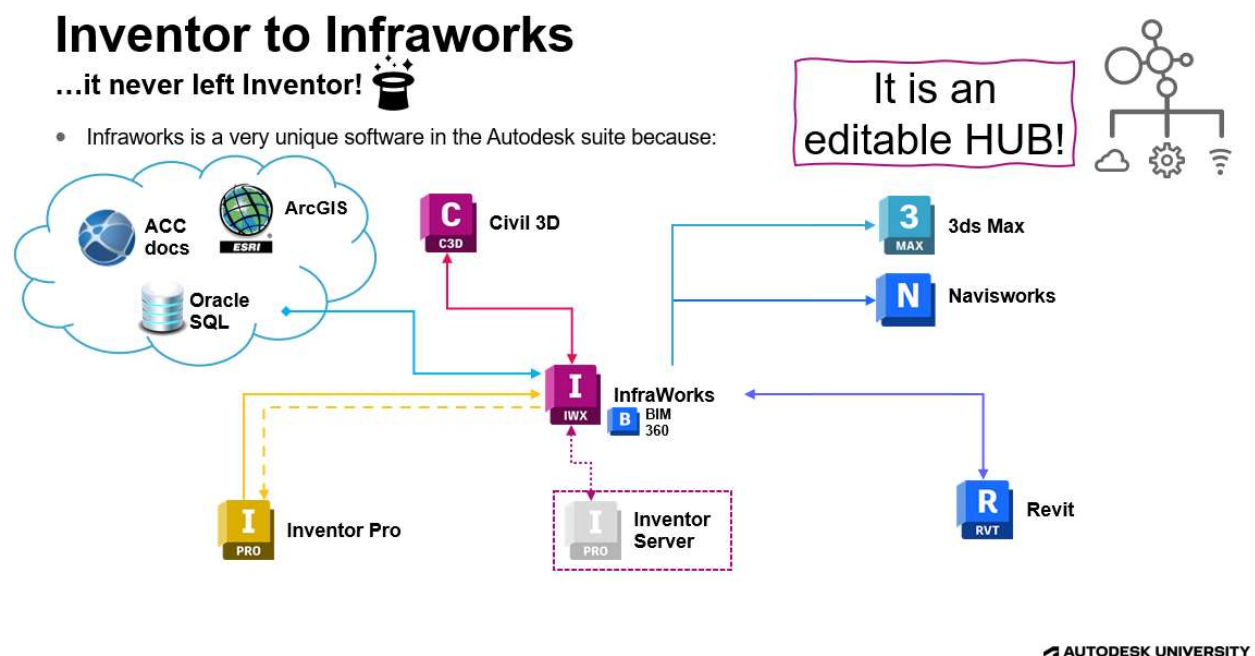 Inventor to Infraworks
...it never left Inventor!
• Infraworks is a very unique software in the Autodesk suite because:
It is an
editable HUB!
ACC
docs
ArcGIS
ESRI
Oracle
SQL
C
C3D
Civil 3D
3
MAX
3ds Max
N
Navisworks
I
IWX
InfraWorks
B
BIM
360
I
PRO
Inventor Pro
I
PRO
Inventor
Server
R
RVT
Revit
AUTODESK UNIVERSITY